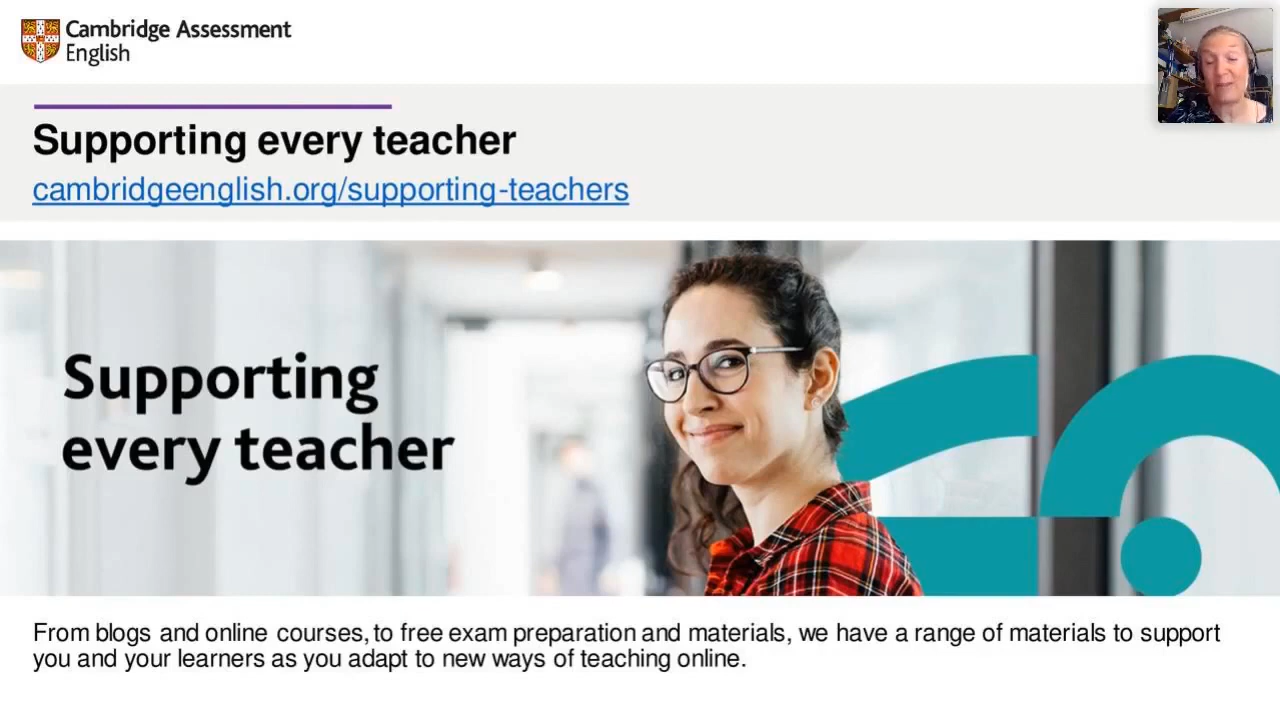 Cambridge Assessment
English
Supporting every teacher
cambridgeenglish.org/supporting-teachers
Supporting
every teacher
From blogs and online courses, to free exam preparation and materials, we have a range of materials to support
you and your learners as you adapt to new ways of teaching online.